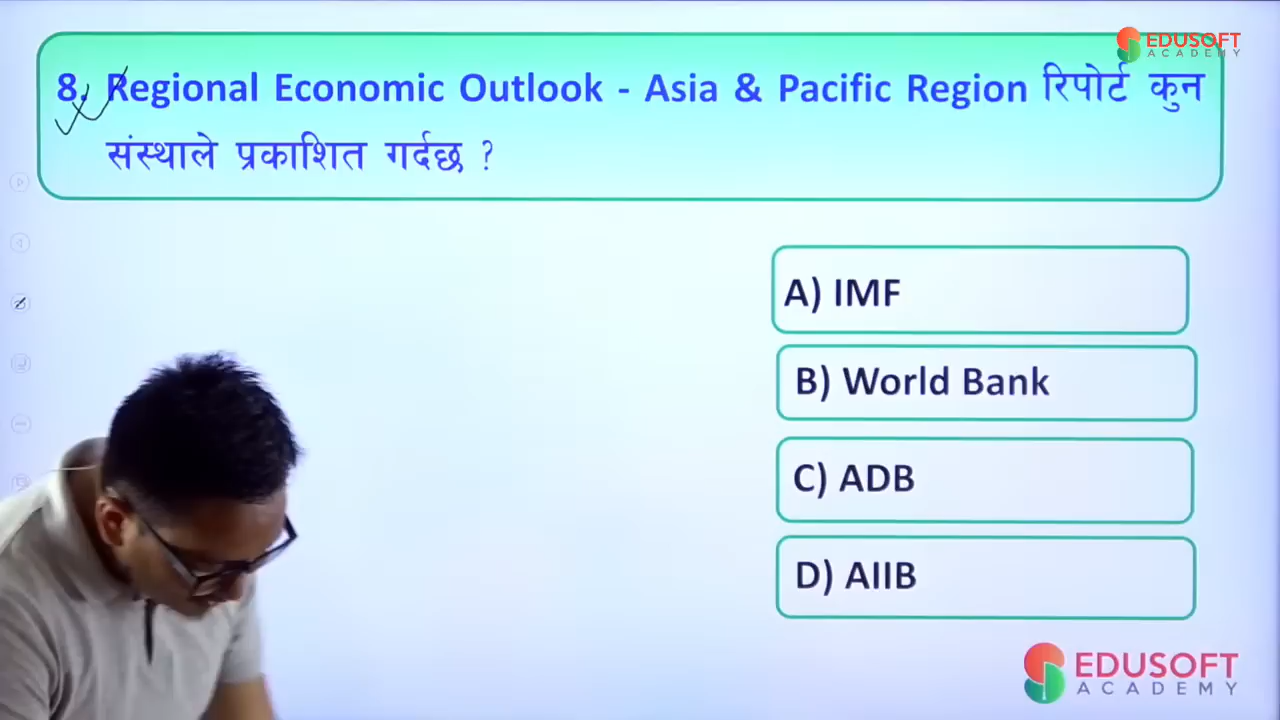 EDUSOFT
ACADEMY
8. Regional Economic Outlook - Asia & Pacific Region रिपोर्ट कुन
संस्थाले प्रकाशित गर्दछ ?
A) IMF
B) World Bank
C) ADB
D) AIIB
EDUSOFT
ACADEMY